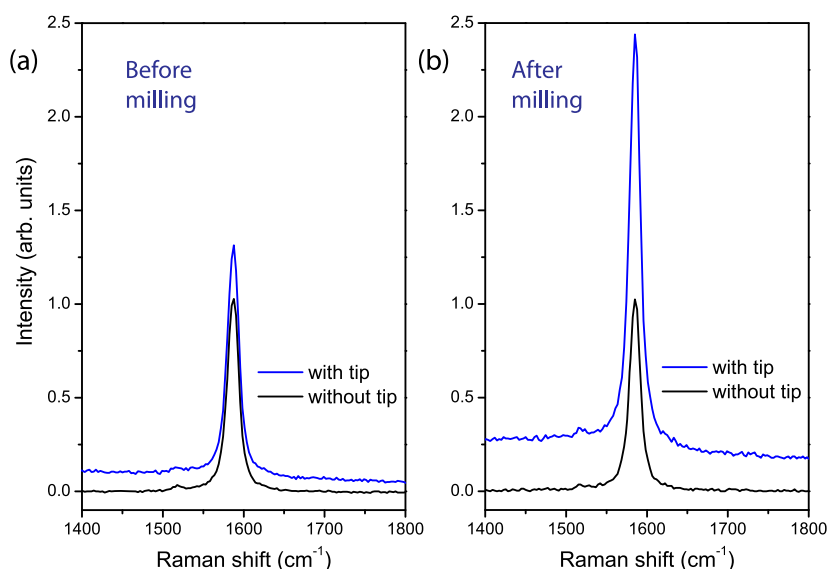 (a)
Before
milling
Intensity (arb. units)
2.5
2.0
1.5
1.0
0.5
0.0
with tip
without tip
1400 1500 1600 1700 1800
Raman shift (cm⁻¹)
(b)
After
milling
2.5
2.0
1.5
1.0
0.5
0.0
with tip
without tip
1400 1500 1600 1700 1800
Raman shift (cm⁻¹)